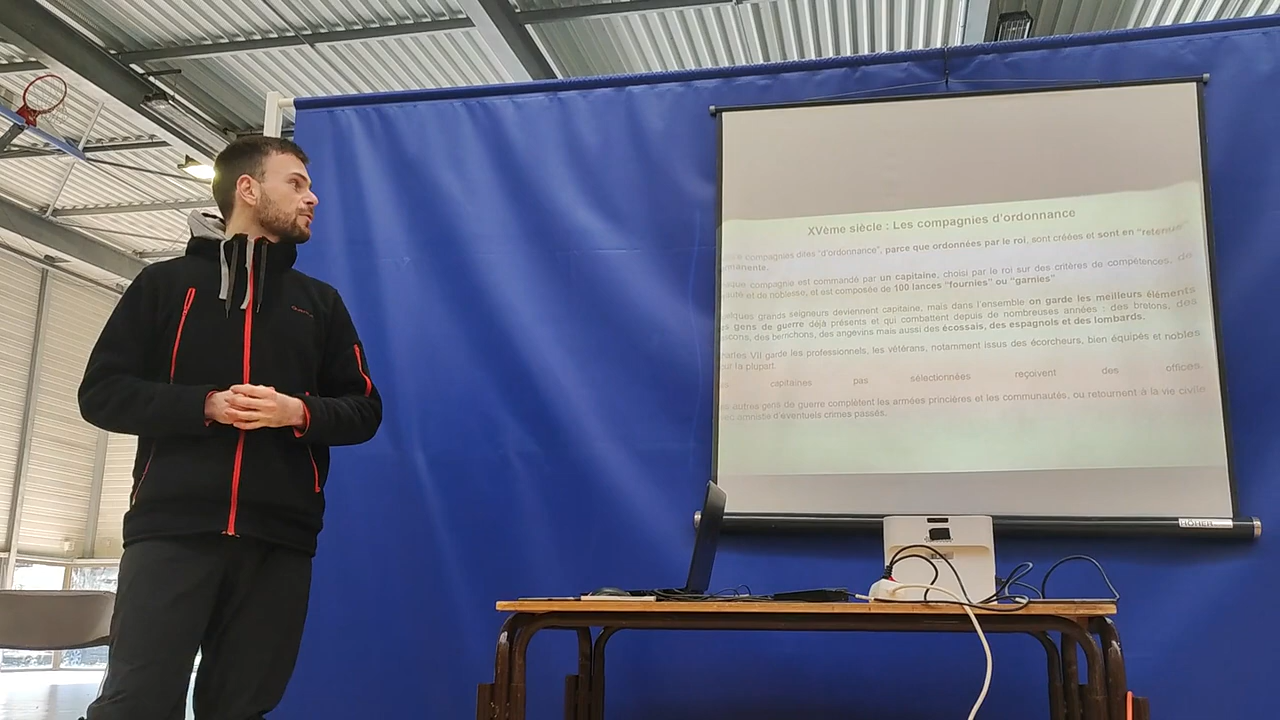 XVème siècle : Les compagnies d'ordonnance
compagnies dites "d'ordonnance", parce que ordonnées par le roi, sont créées et sont en "retenue"
compagnie est commandé par un capitaine, choisi par le roi sur des critères de compétences, de
et de noblesse, et est composée de 100 lances "fournies" ou "garnies"
grands seigneurs deviennent capitaine, mais dans l'ensemble on garde les meilleurs éléments
gens de guerre déjà présents et qui combattent depuis de nombreuses années : des bretons, des
des berrichons, des angevins mais aussi des écossais, des espagnols et des lombards.
VII garde les professionnels, les vétérans, notamment issus des écorcheurs, bien équipés et nobles
la plupart.
capitaines pas sélectionnées reçoivent des offices.
autres gens de guerre complètent les armées princières et les communautés, ou retournent à la vie civile
amnistie d'éventuels crimes passés.
HÖHER